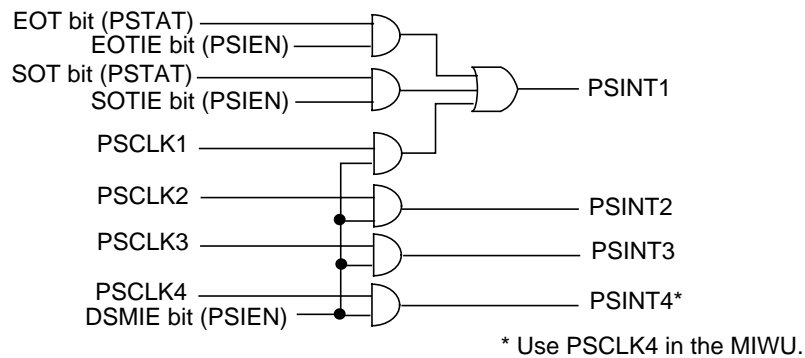 EOT bit (PSTAT)
EOTIE bit (PSIEN)
SOT bit (PSTAT)
SOTIE bit (PSIEN)
PSINT1
PSCLK1
PSCLK2
PSINT2
PSCLK3
PSINT3
PSCLK4
PSINT4*
DSMIE bit (PSIEN)
* Use PSCLK4 in the MIWU.